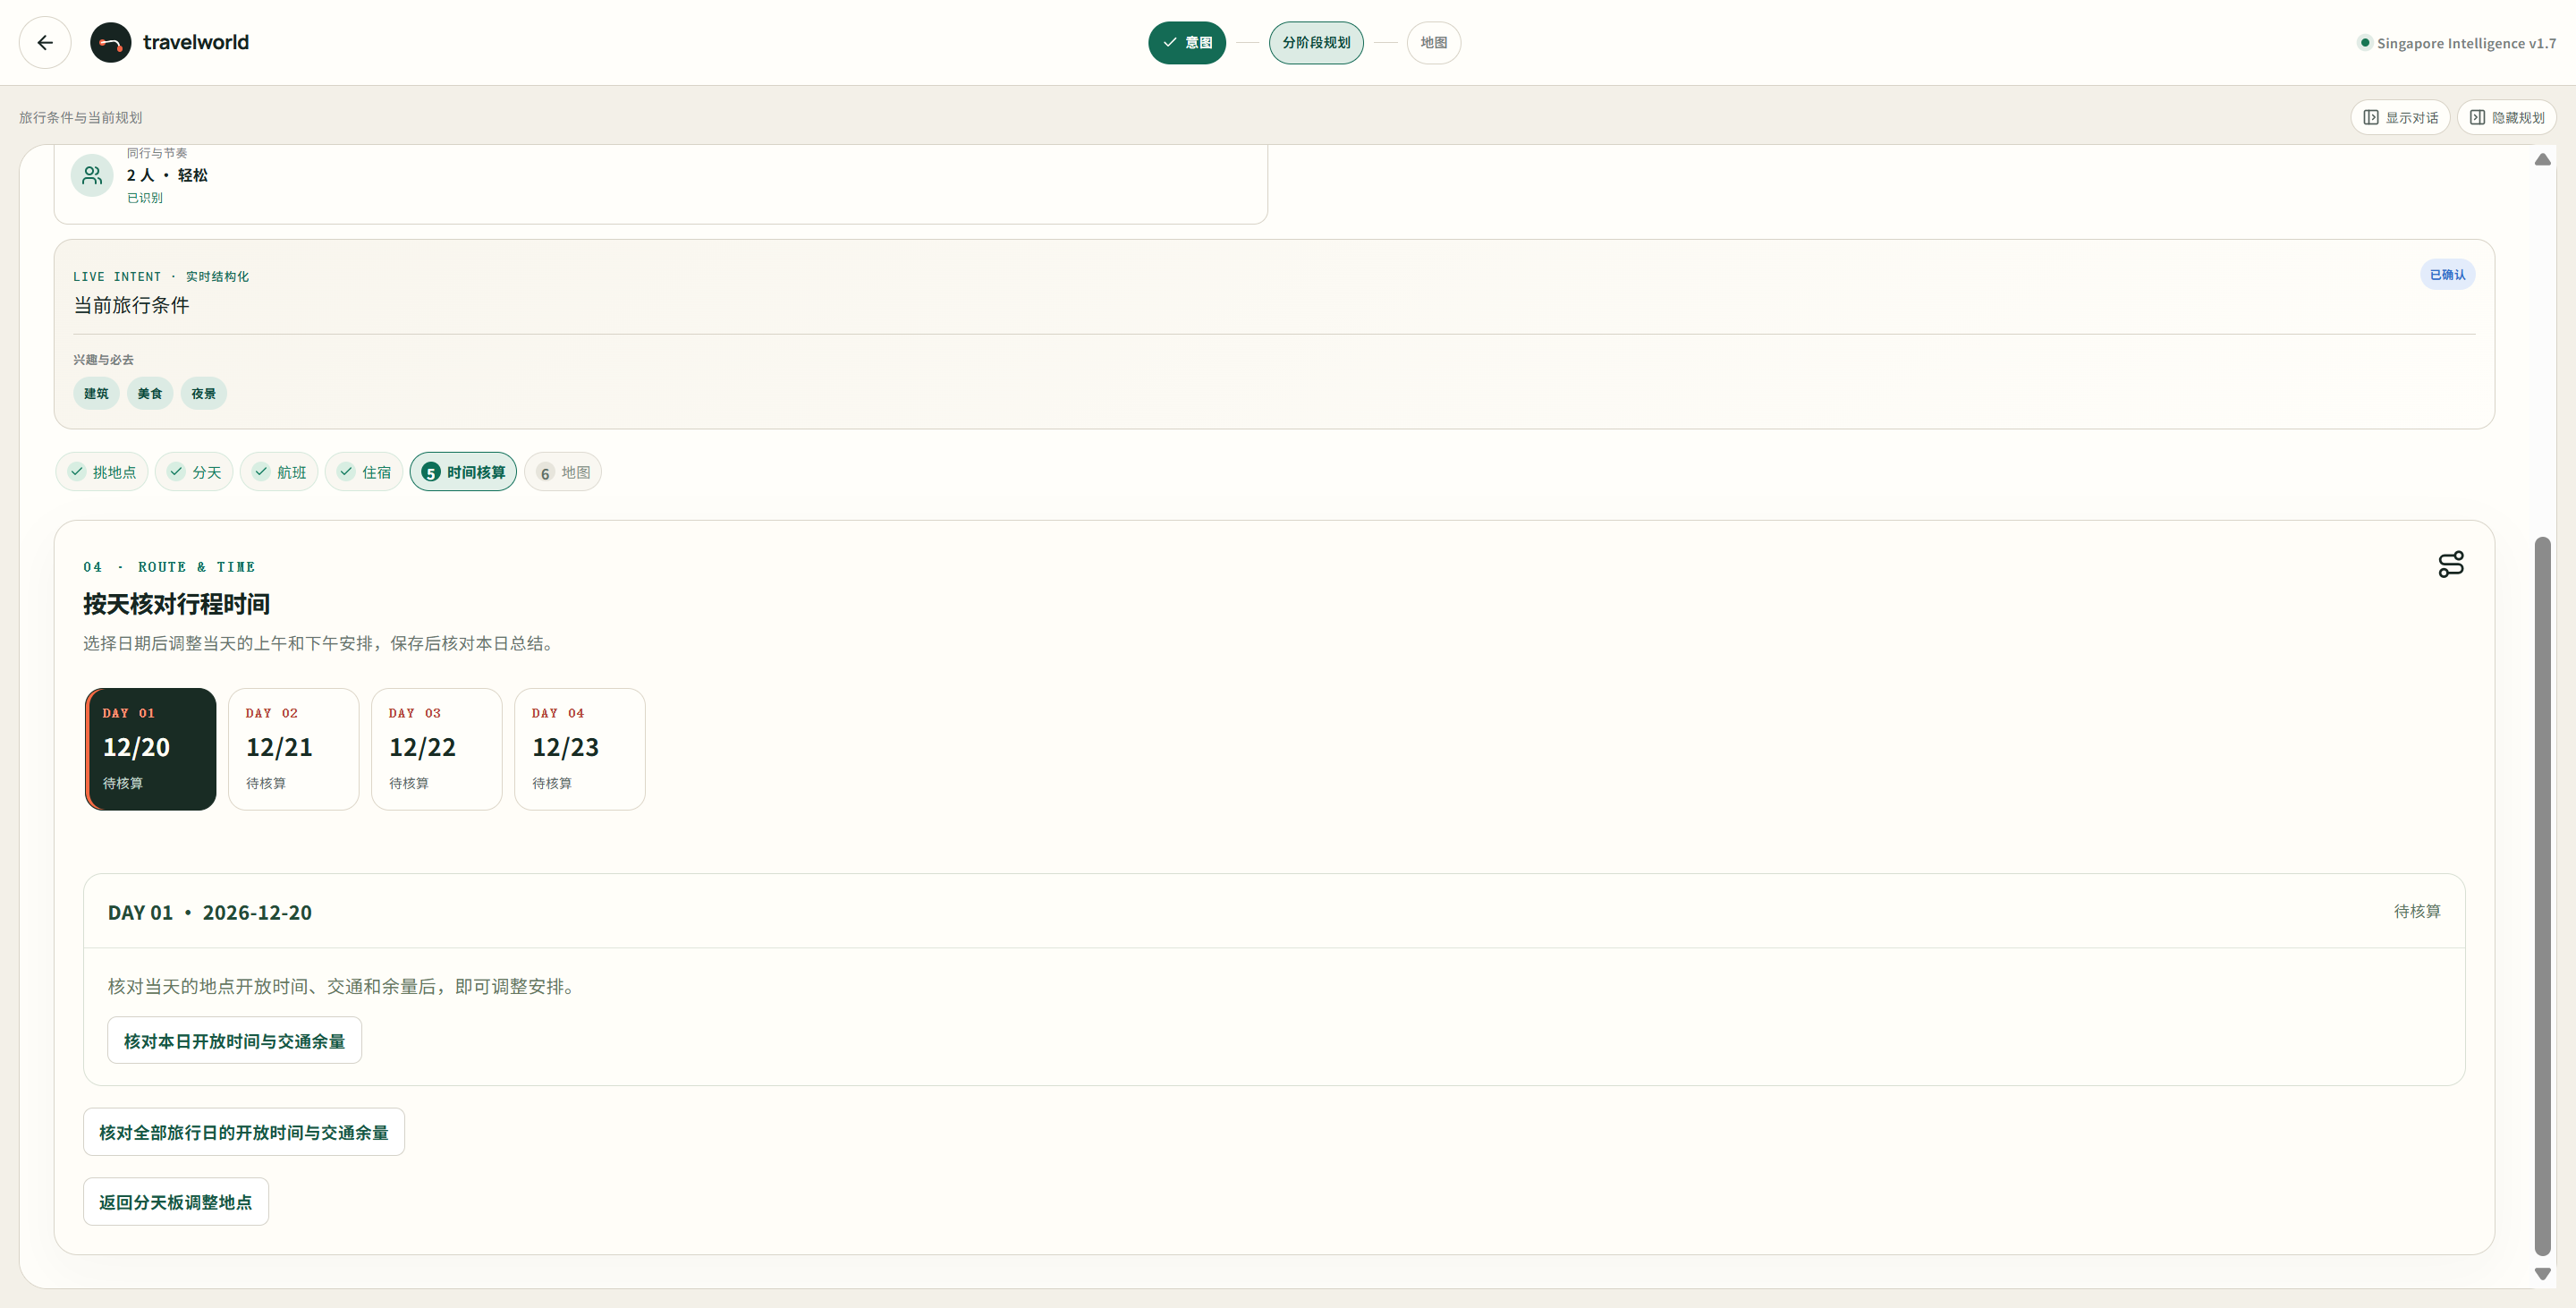 travelworld
意图
分阶段规划
地图
Singapore Intelligence v1.7
旅行条件与当前规划
显示对话
隐藏规划
同行与节奏
2 人 · 轻松
已识别
LIVE INTENT · 实时结构化
已确认
当前旅行条件
兴趣与必去
建筑
美食
夜景
挑地点
分天
航班
住宿
5 时间核算
6 地图
04 · ROUTE & TIME
按天核对行程时间
选择日期后调整当天的上午和下午安排，保存后核对本日总结。
DAY 01
12/20
待核算
DAY 02
12/21
待核算
DAY 03
12/22
待核算
DAY 04
12/23
待核算
DAY 01 · 2026-12-20
待核算
核对当天的地点开放时间、交通和余量后，即可调整安排。
核对本日开放时间与交通余量
核对全部旅行日的开放时间与交通余量
返回分天板调整地点